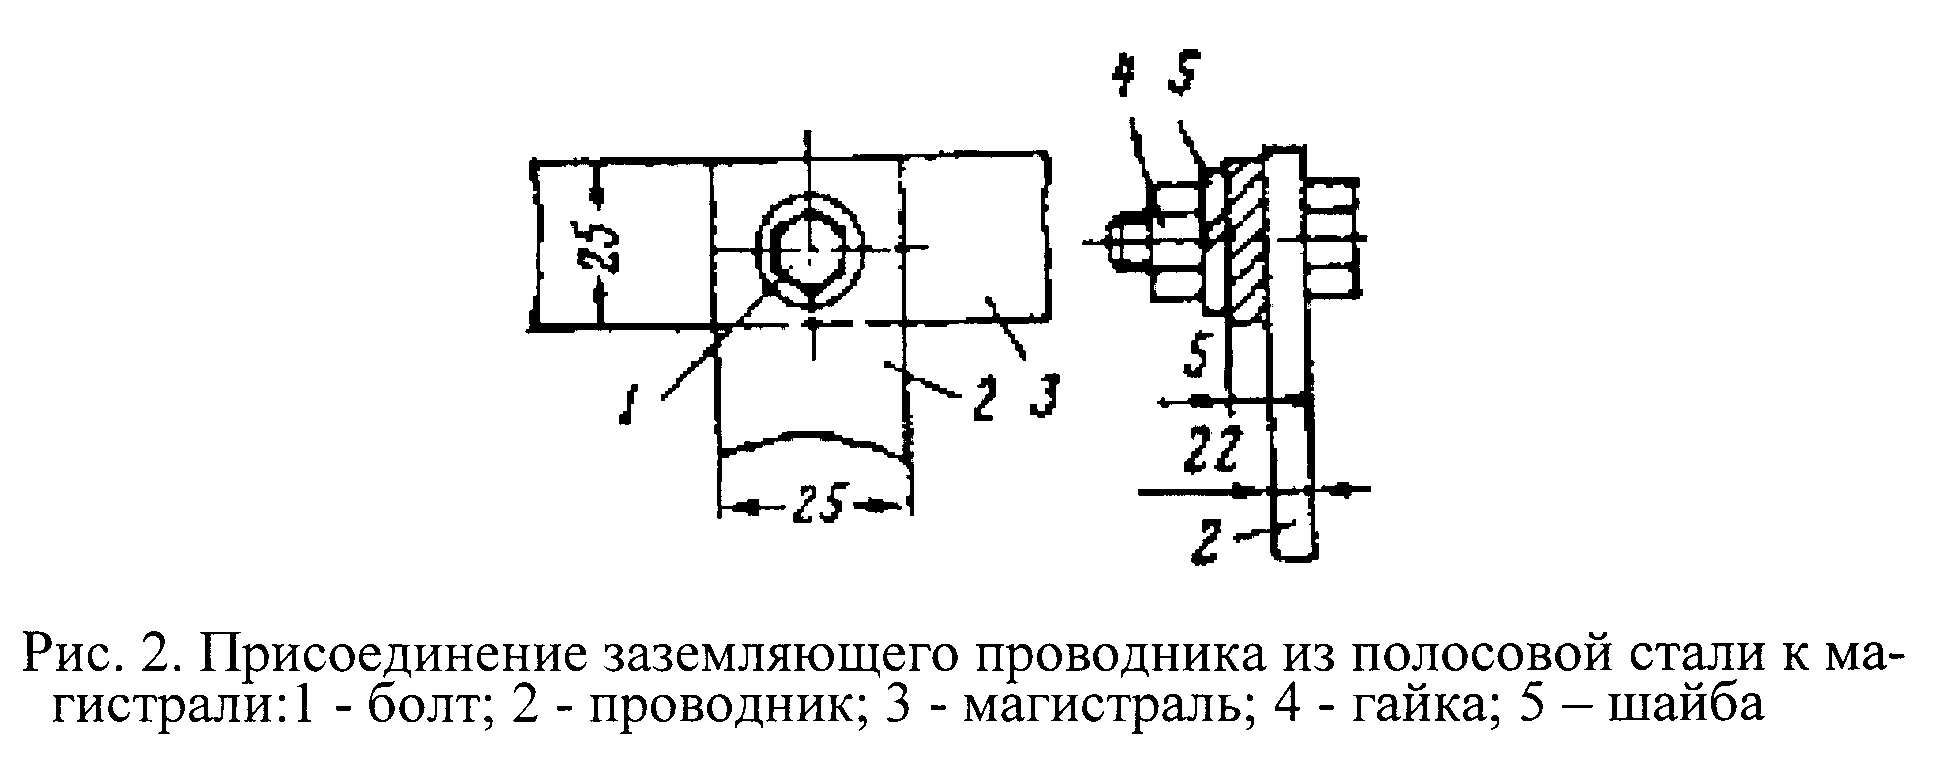 4 5
25
5
1 2 3
22
25
2
Рис. 2. Присоединение заземляющего проводника из полосовой стали к ма-
гистрали:1 - болт; 2 - проводник; 3 - магистраль; 4 - гайка; 5 – шайба